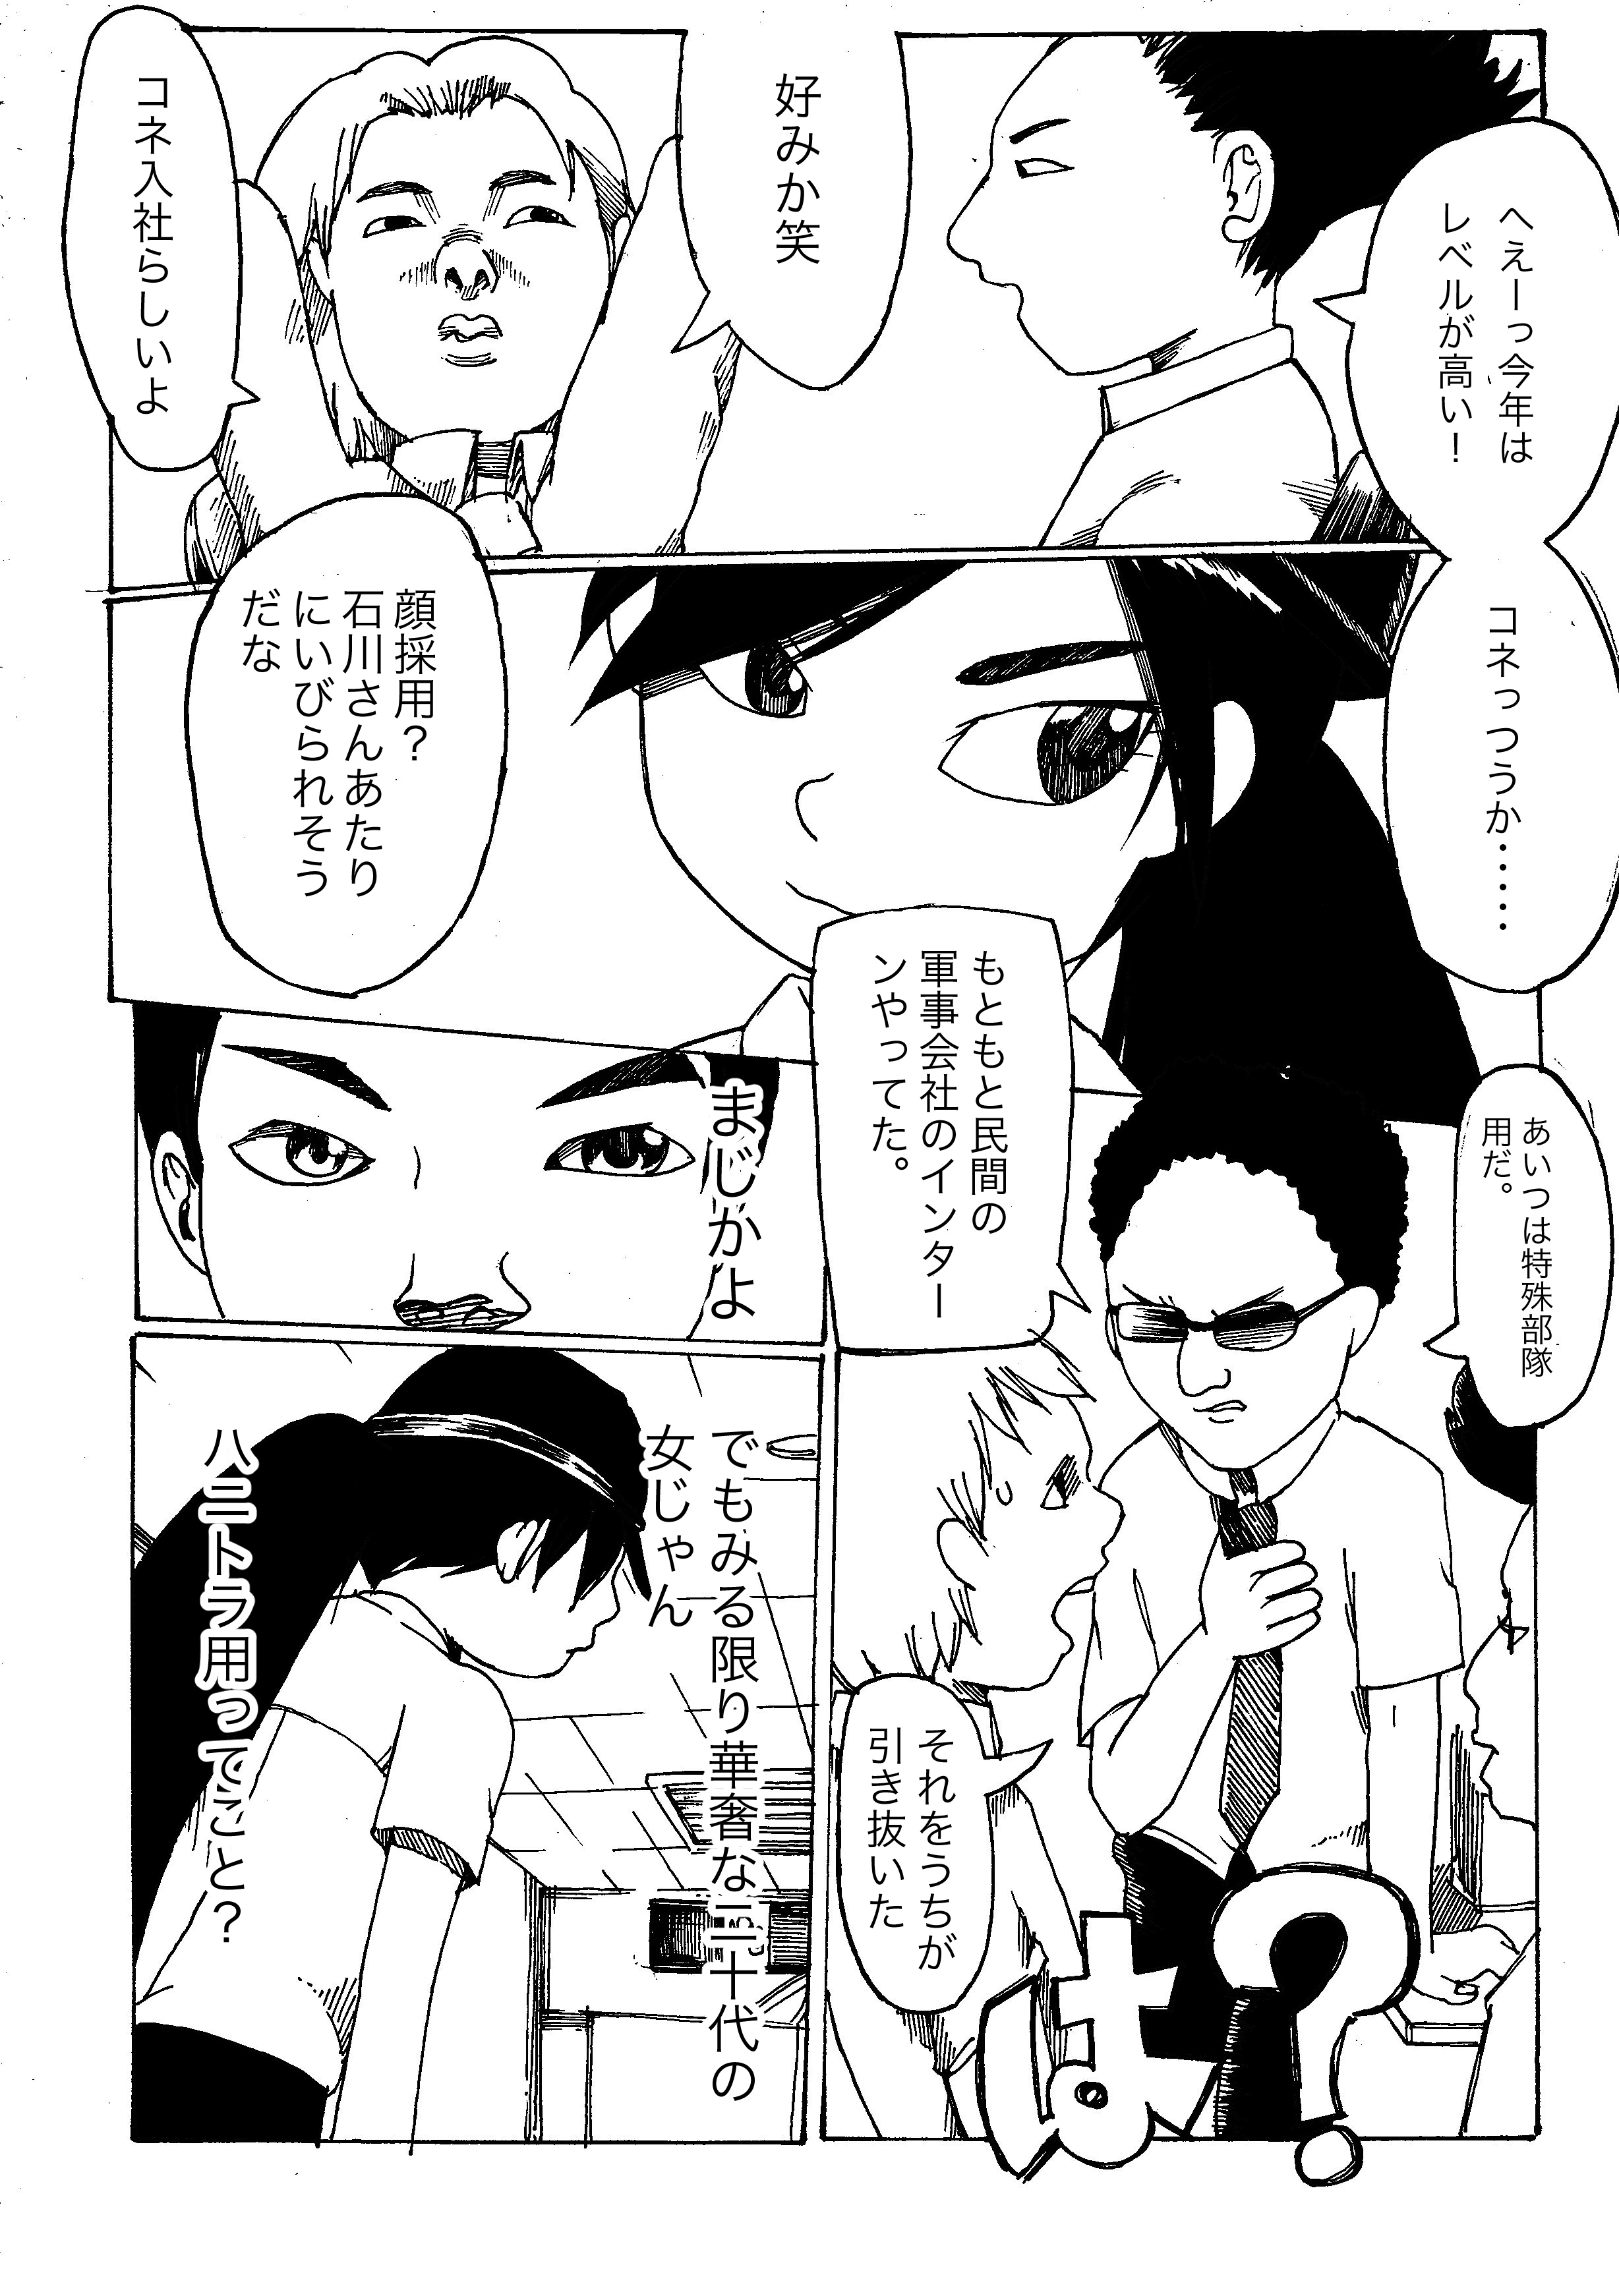 へえーっ今年は
レベルが高い！
好みか笑
コネ入社らしいよ
コネっつうか……
顔採用？
石川さんあたり
にいびられそう
だな
あいつは特殊部隊
用だ。
もともと民間の
軍事会社のインター
ンやってた。
まじかよ
それをうちが
引き抜いた
は？
でもみる限り華奢な二十代の
女じゃん
ハニトラ用ってこと？